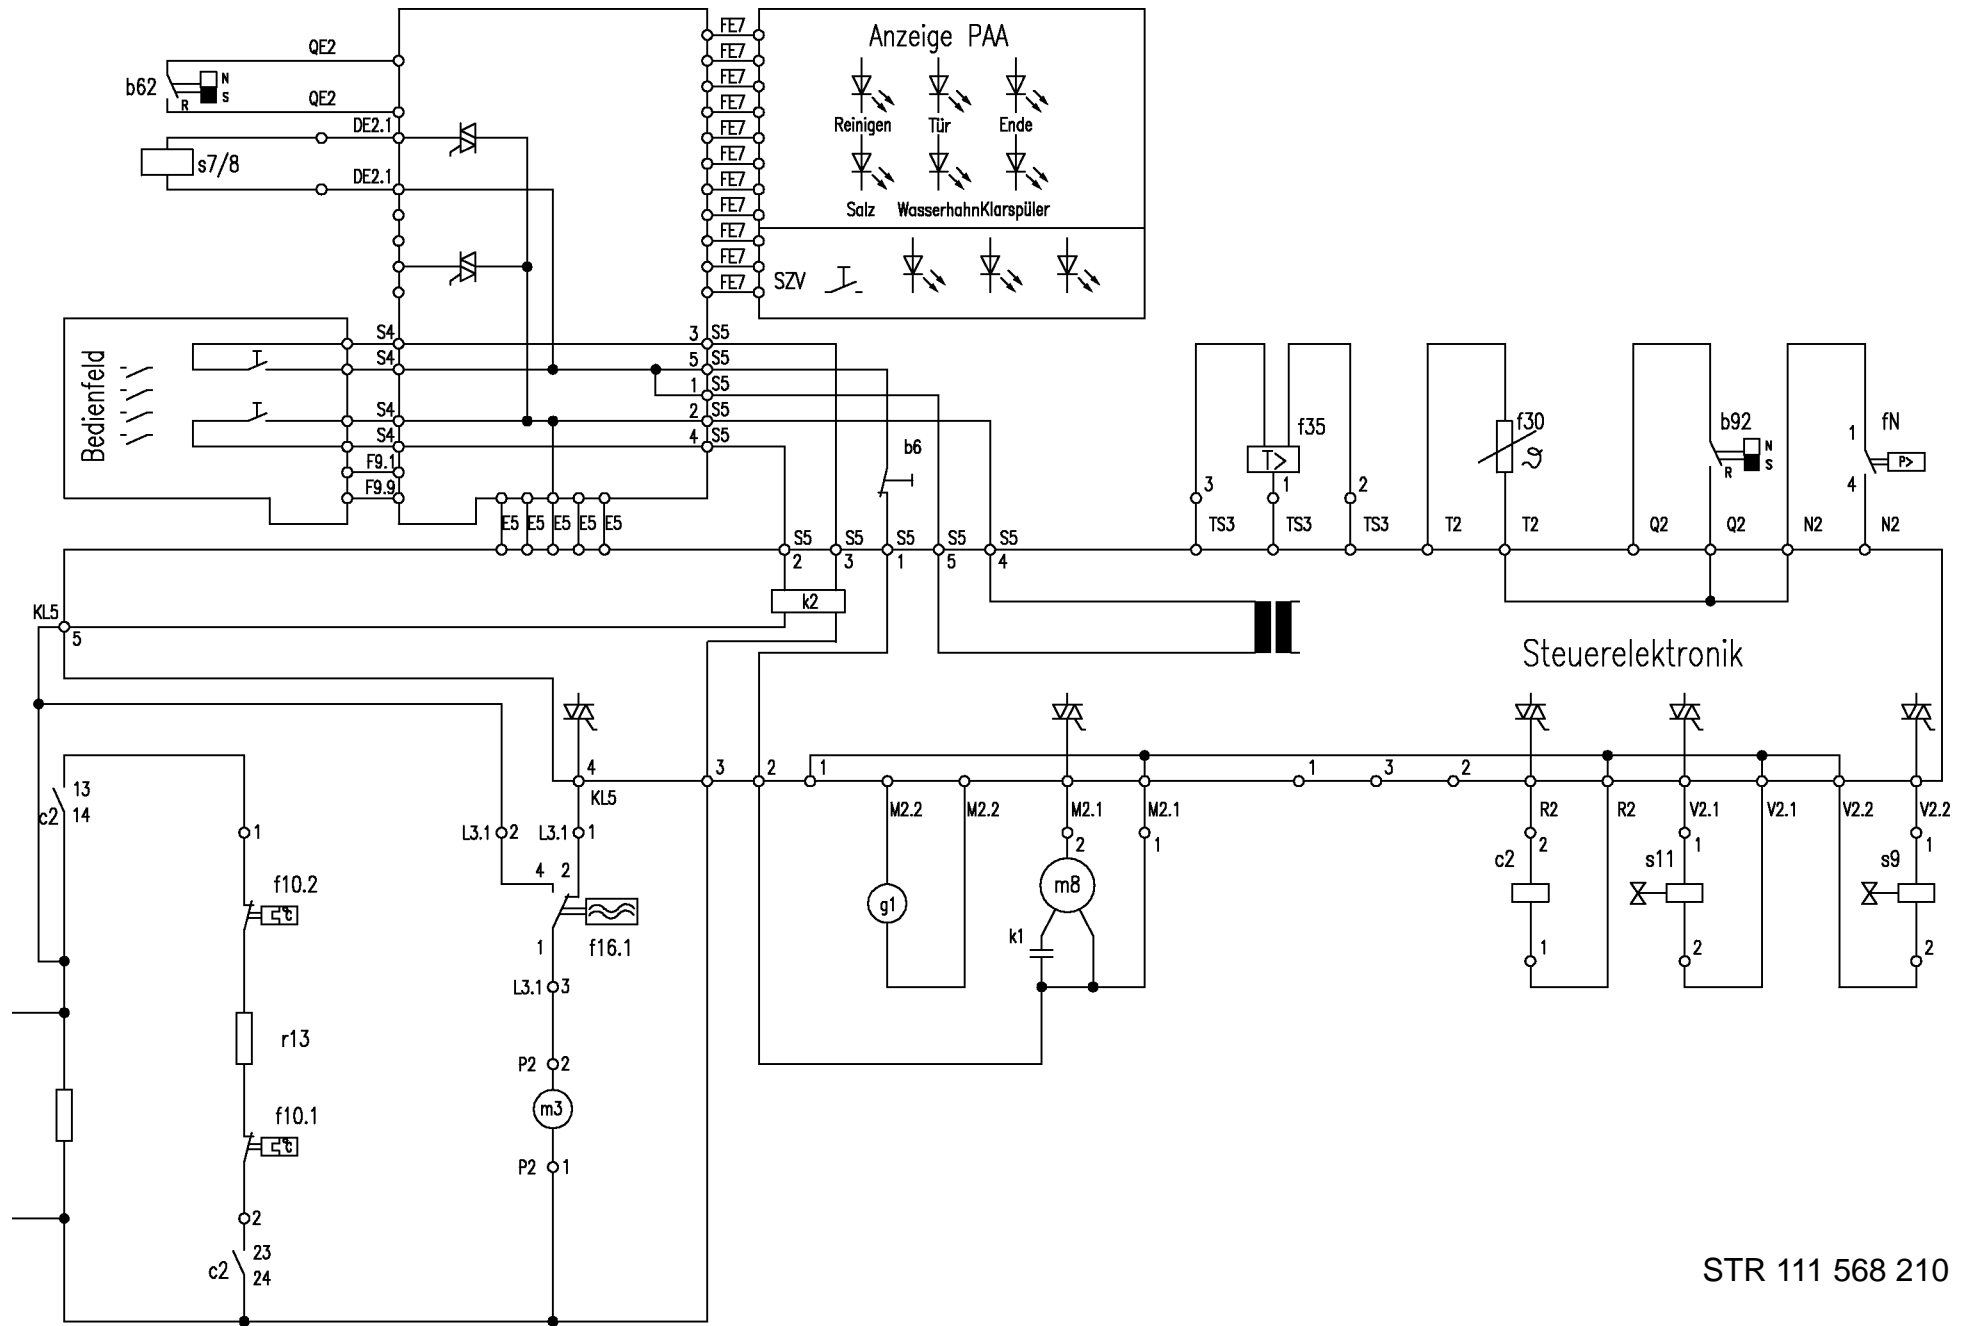 QE2
b62
N
S
R
QE2
DE2.1
s7/8
DE2.1
FE7
FE7
FE7
FE7
FE7
FE7
FE7
FE7
FE7
FE7
FE7
Anzeige PAA
Reinigen Tür Ende
Salz Wasserhahn Klarspüler
SZV
Bedienfeld
S4
S4
S4
S4
F9.1
F9.9
3 S5
5 S5
1 S5
2 S5
4 S5
b6
E5 E5 E5 E5 E5
S5 S5 S5 S5 S5
2 3 1 5 4
k2
f35
T>
3 1 2
TS3 TS3 TS3
f30
ϑ
T2 T2
b92
N
S
R
Q2 Q2
fN
1
P>
4
N2 N2
KL5
5
Steuerelektronik
4
KL5
3 2 1 1 3 2
13
c2 14
1
f10.2
°C
r13
f10.1
°C
2
23
c2
24
L3.1 2 L3.1 1
4 2
1
f16.1
L3.1 3
P2 2
m3
P2 1
M2.2 M2.2
g1
M2.1 M2.1
2 1
m8
k1
R2 R2
c2 2
1
V2.1 V2.1
s11 1
2
V2.2 V2.2
s9 1
2
STR 111 568 210